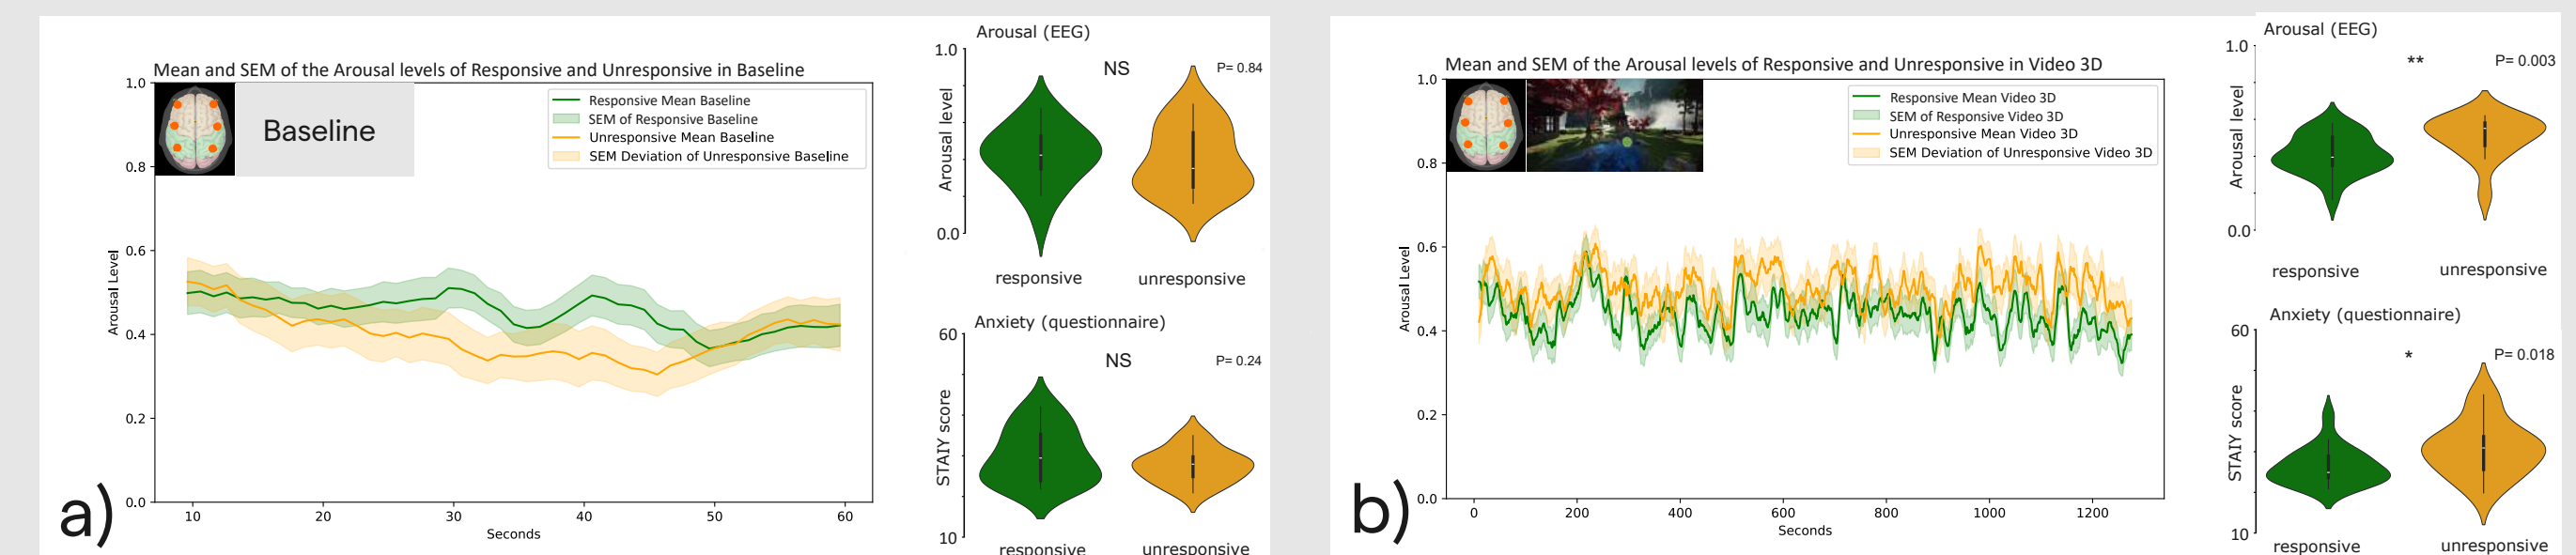 Mean and SEM of the Arousal levels of Responsive and Unresponsive in Baseline
Baseline
Responsive Mean Baseline
SEM of Responsive Baseline
Unresponsive Mean Baseline
SEM Deviation of Unresponsive Baseline
Arousal Level
1.0
0.8
0.6
0.4
0.2
0.0
10 20 30 40 50 60
Seconds
a)
Arousal (EEG)
NS
P= 0.84
Arousal level
1.0
0.0
responsive unresponsive
Anxiety (questionnaire)
NS
P= 0.24
STAIY score
60
10
responsive unresponsive
Mean and SEM of the Arousal levels of Responsive and Unresponsive in Video 3D
Responsive Mean Video 3D
SEM of Responsive Video 3D
Unresponsive Mean Video 3D
SEM Deviation of Unresponsive Video 3D
Arousal Level
1.0
0.8
0.6
0.4
0.2
0.0
0 200 400 600 800 1000 1200
Seconds
b)
Arousal (EEG)
**
P= 0.003
Arousal level
1.0
0.0
responsive unresponsive
Anxiety (questionnaire)
*
P= 0.018
STAIY score
60
10
responsive unresponsive